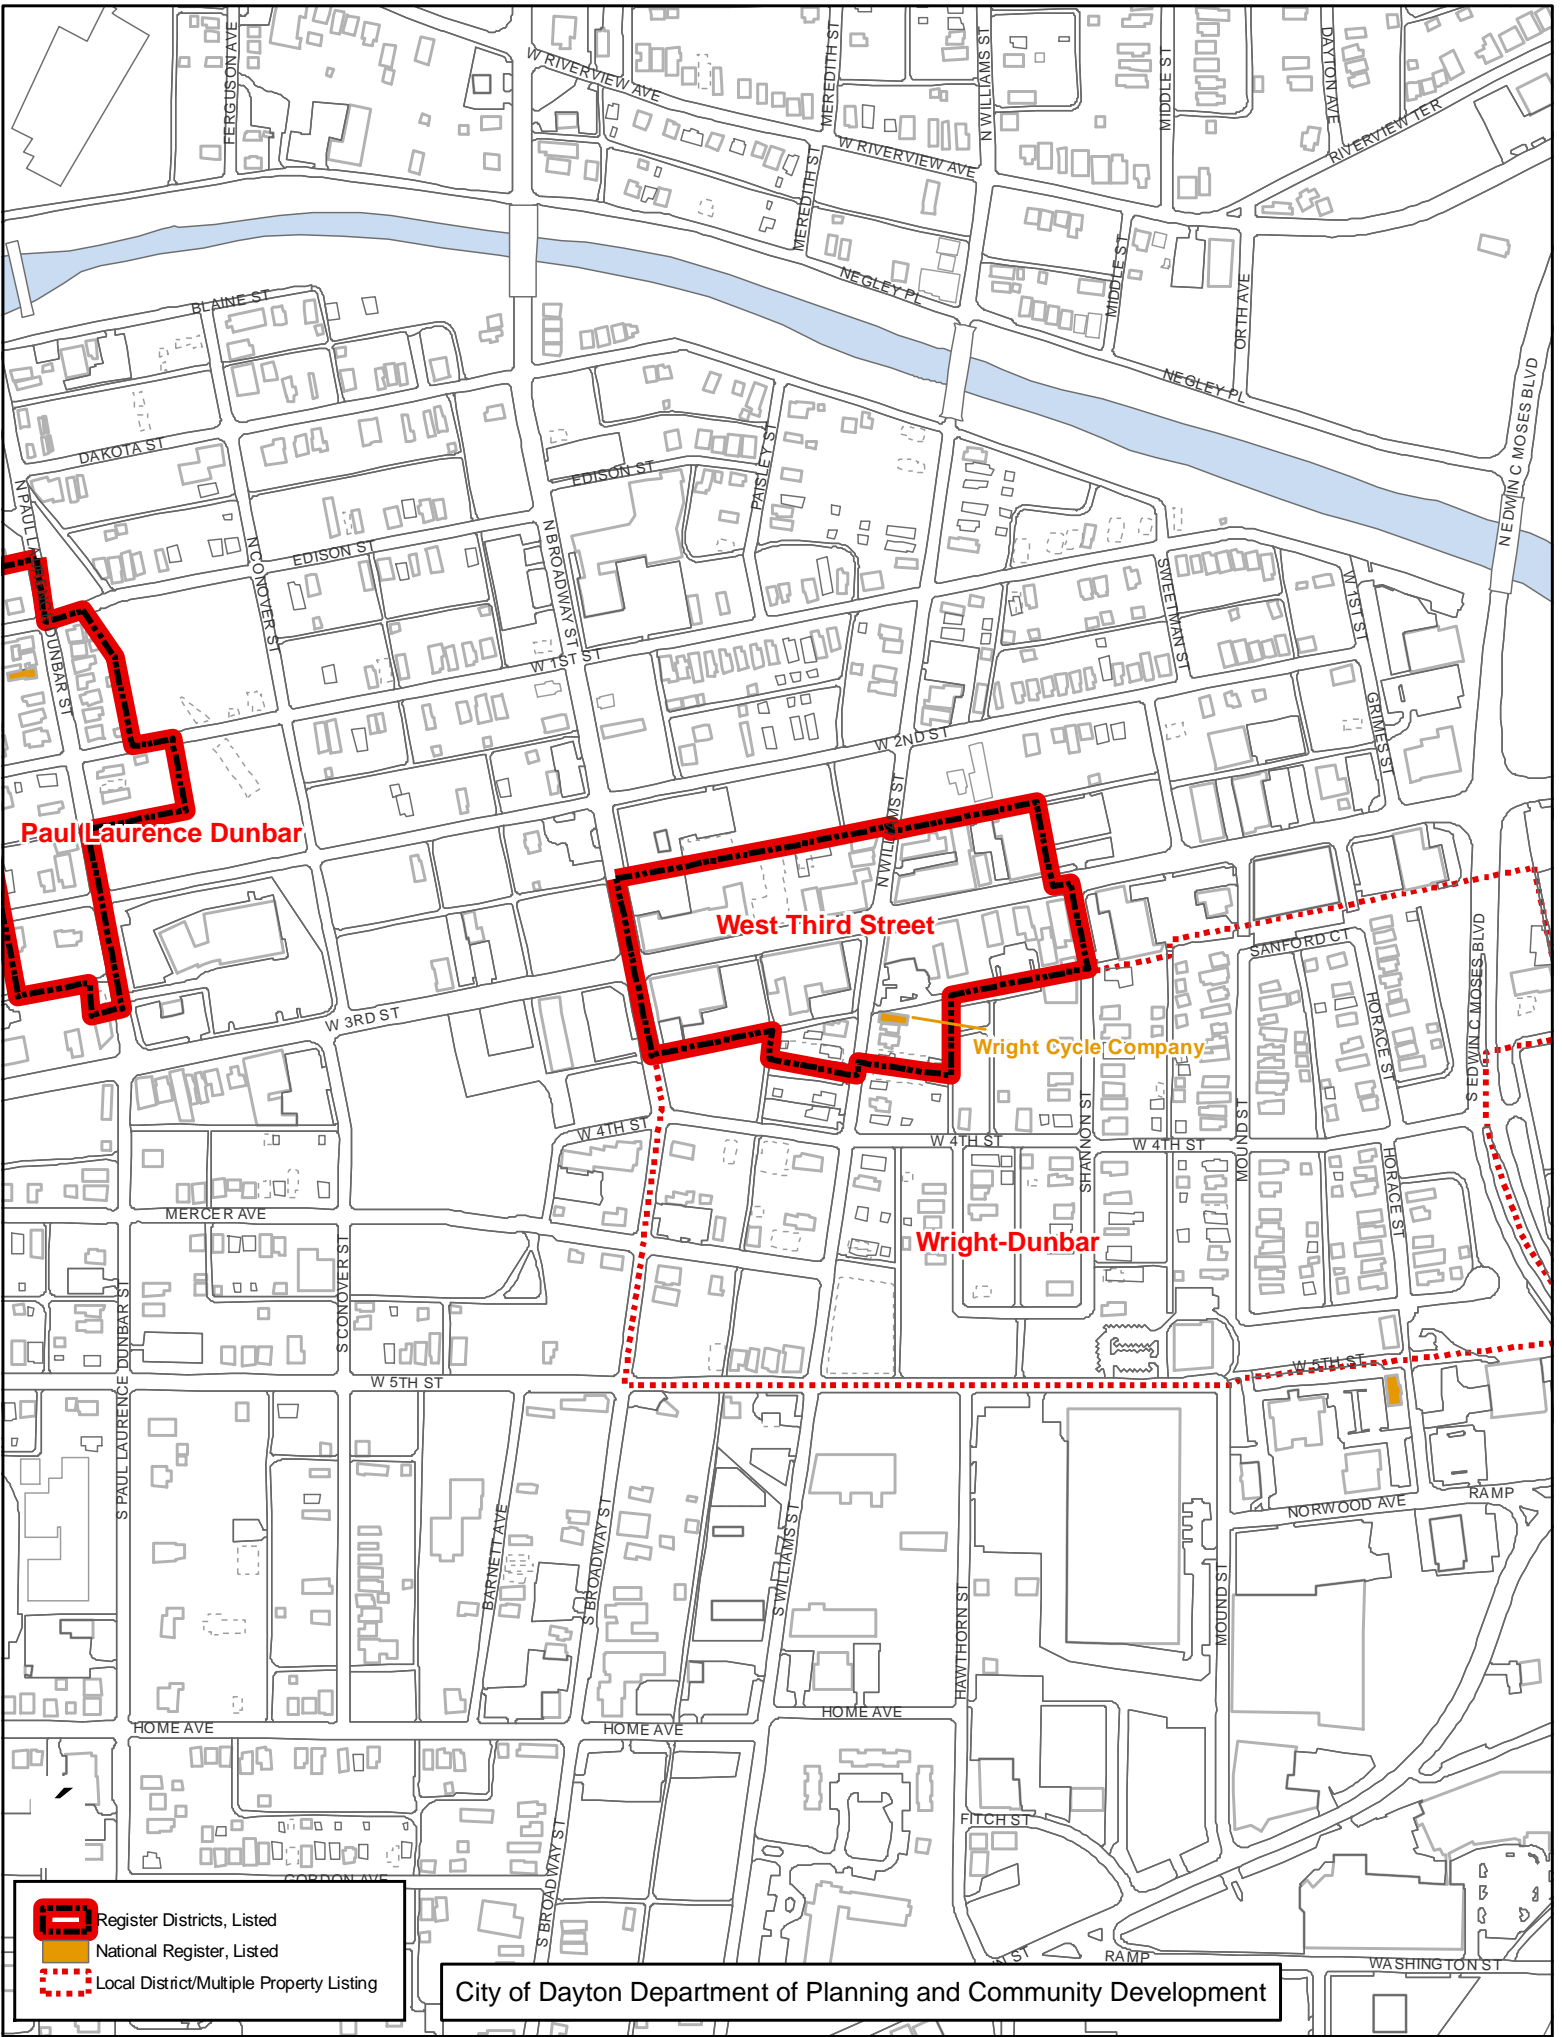 FERGUSON AVE
W RIVERVIEW AVE
MEREDITH ST
N WILLIAMS ST
MIDDLE ST
DAYTON AVE
RIVERVIEW TER
W RIVERVIEW AVE
MEREDITH S
NEGLEY PL
MIDDLE ST
ORTH AVE
NEGLEY PL
N EDWIN C MOSES BLVD
BLAINE ST
DAKOTA ST
EDISON ST
PAISLEY ST
N CONOVER ST
EDISON ST
N BROADWAY ST
W 1ST ST
SWEETMAN ST
W 1ST ST
GRIMES ST
DUNBAR ST
W 2ND ST
N WILLIAMS ST
Paul Laurence Dunbar
West Third Street
SANFORD CT
HORACE ST
S EDWIN C MOSES BLVD
W 3RD ST
Wright Cycle Company
W 4TH ST
W 4TH ST
SHANNON ST
W 4TH ST
MOUND ST
HORACE ST
MERCER AVE
Wright-Dunbar
S CONOVER ST
S PAUL LAURENCE DUNBAR ST
W 5TH ST
W 5TH ST
BARNETT AVE
S BROADWAY ST
S WILLIAMS ST
HAWTHORN ST
MOUND ST
NORWOOD AVE
RAMP
HOME AVE
HOME AVE
HOME AVE
FITCH ST
S BROADWAY ST
GORDON AVE
RAMP
WASHINGTON ST
Register Districts, Listed
National Register, Listed
Local District/Multiple Property Listing
City of Dayton Department of Planning and Community Development